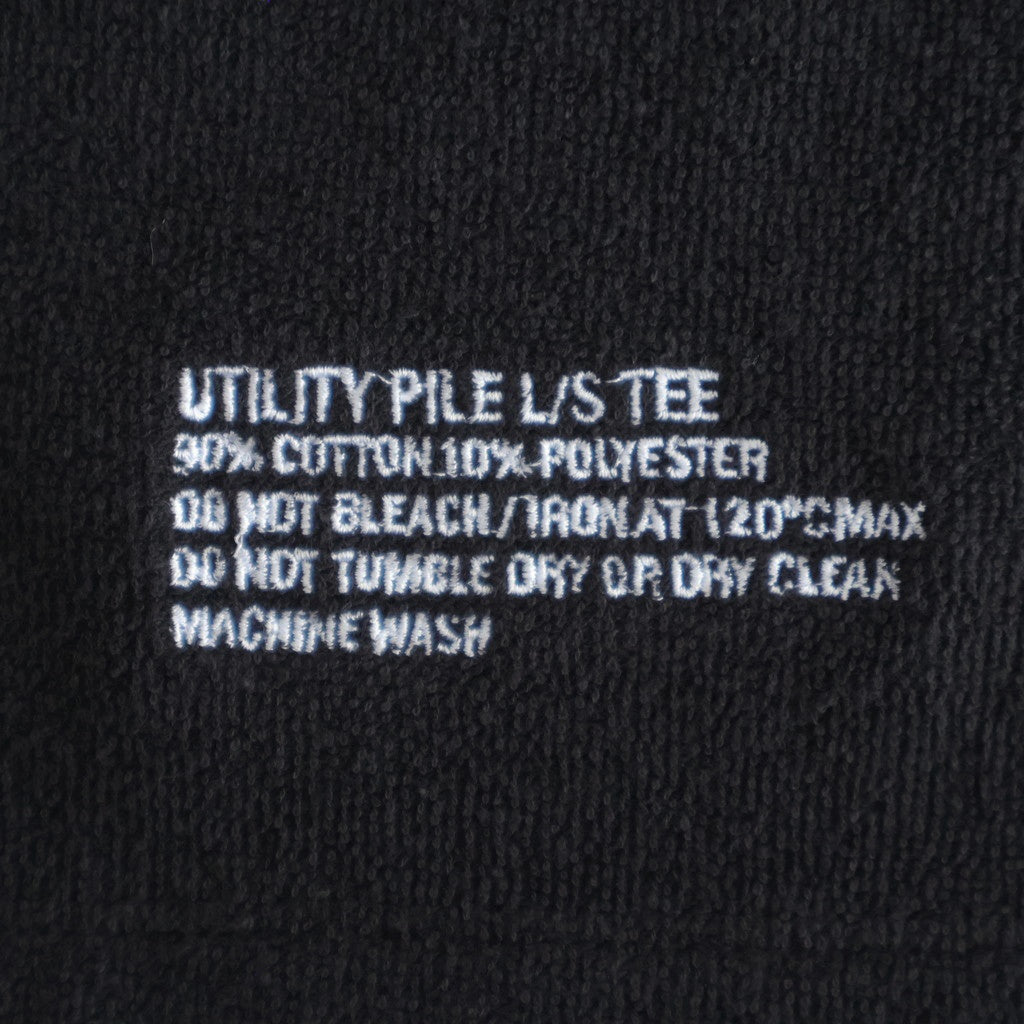 UTILITY PILE L/S TEE
90% COTTON 10% POLYESTER
DO NOT BLEACH / IRON AT 120°C MAX
DO NOT TUMBLE DRY OR DRY CLEAN
MACHINE WASH